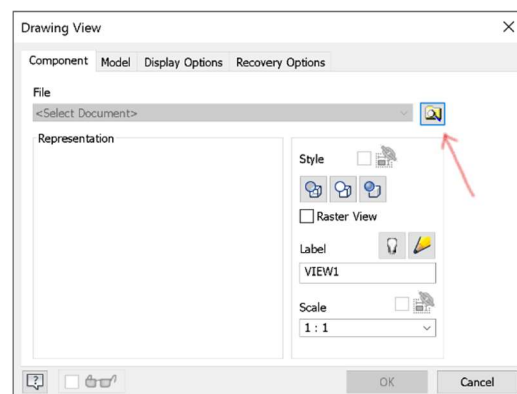 Drawing View
Component Model Display Options Recovery Options
File
<Select Document>
Representation
Style
Raster View
Label
VIEW1
Scale
1 : 1
OK Cancel